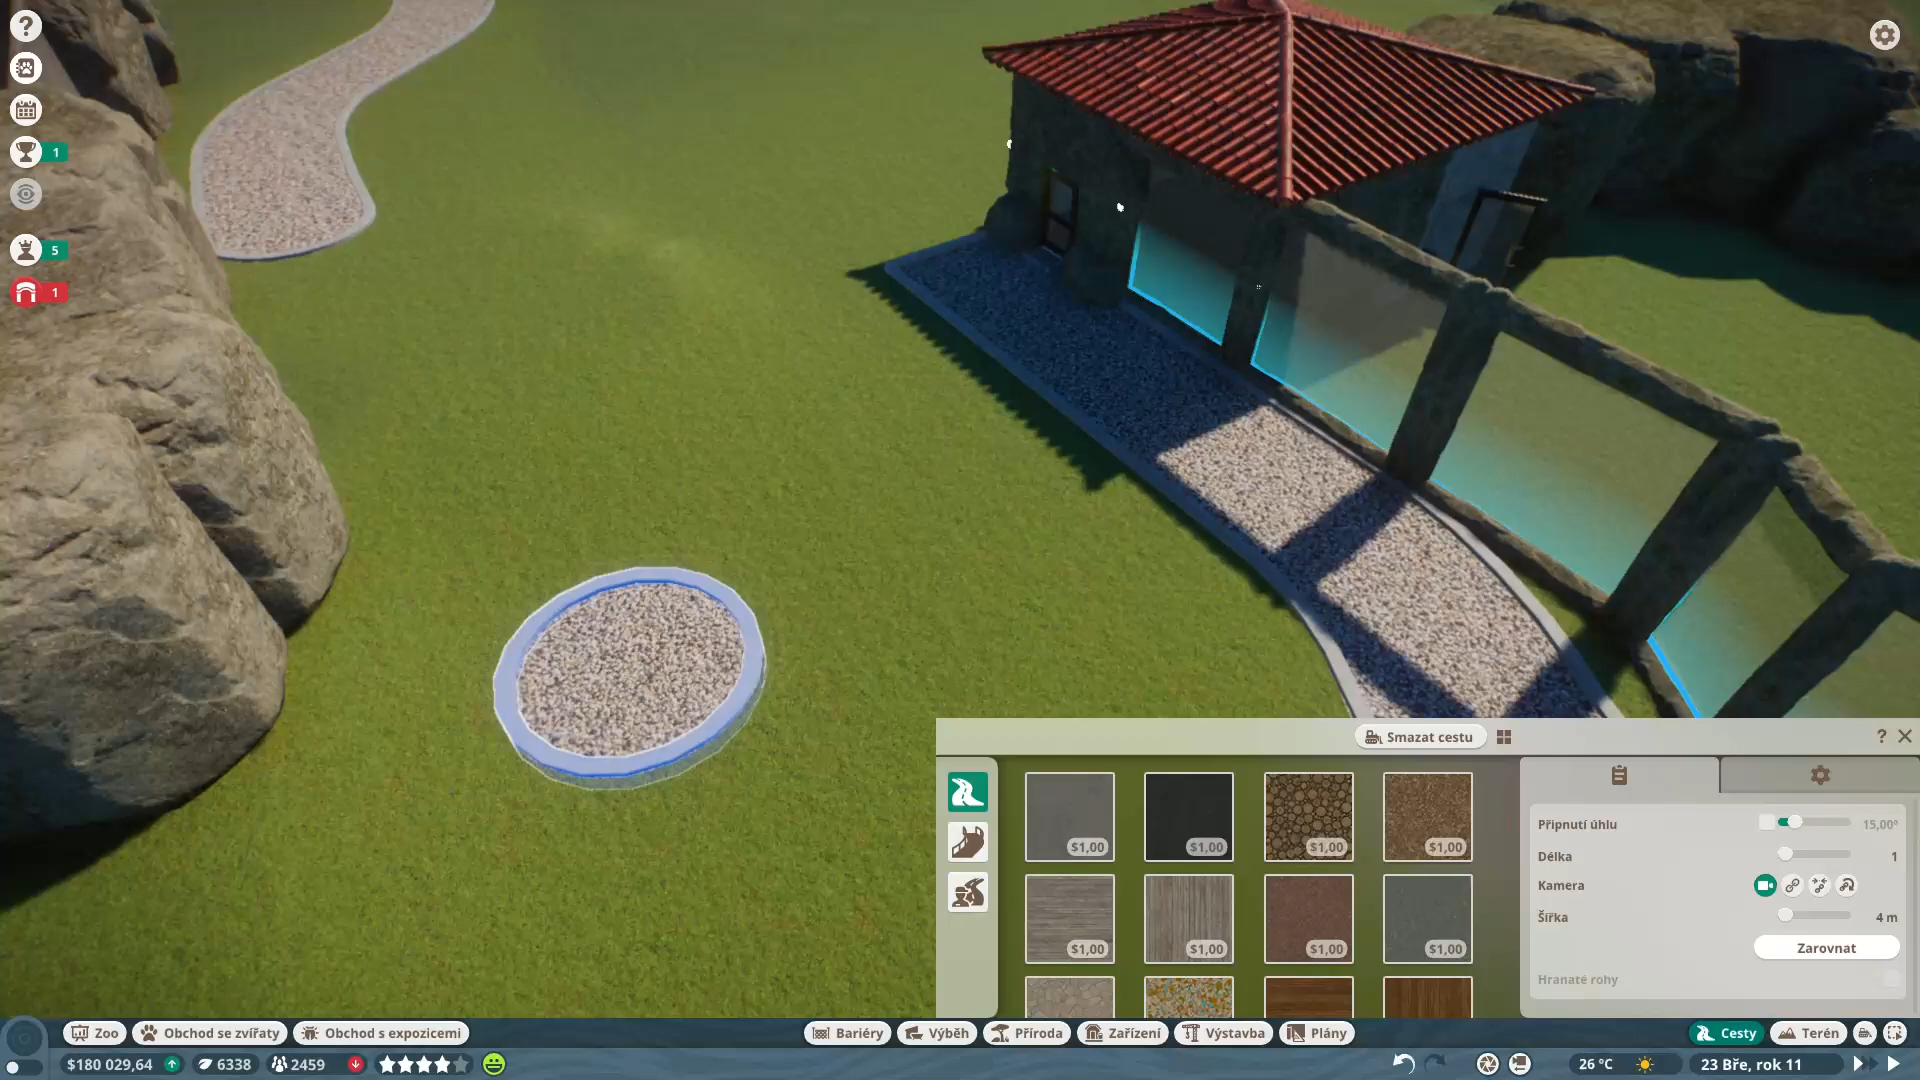 ?
1
5
1
Smazat cestu
?
$1,00 $1,00 $1,00 $1,00
$1,00 $1,00 $1,00 $1,00
Připnutí úhlu 15,00°
Délka 1
Kamera
Šířka 4 m
Zarovnat
Hranaté rohy
Zoo Obchod se zvířaty Obchod s expozicemi Bariéry Výběh Příroda Zařízení Výstavba Plány Cesty Terén
$180 029,64 6338 2459 26 °C 23 Bře, rok 11